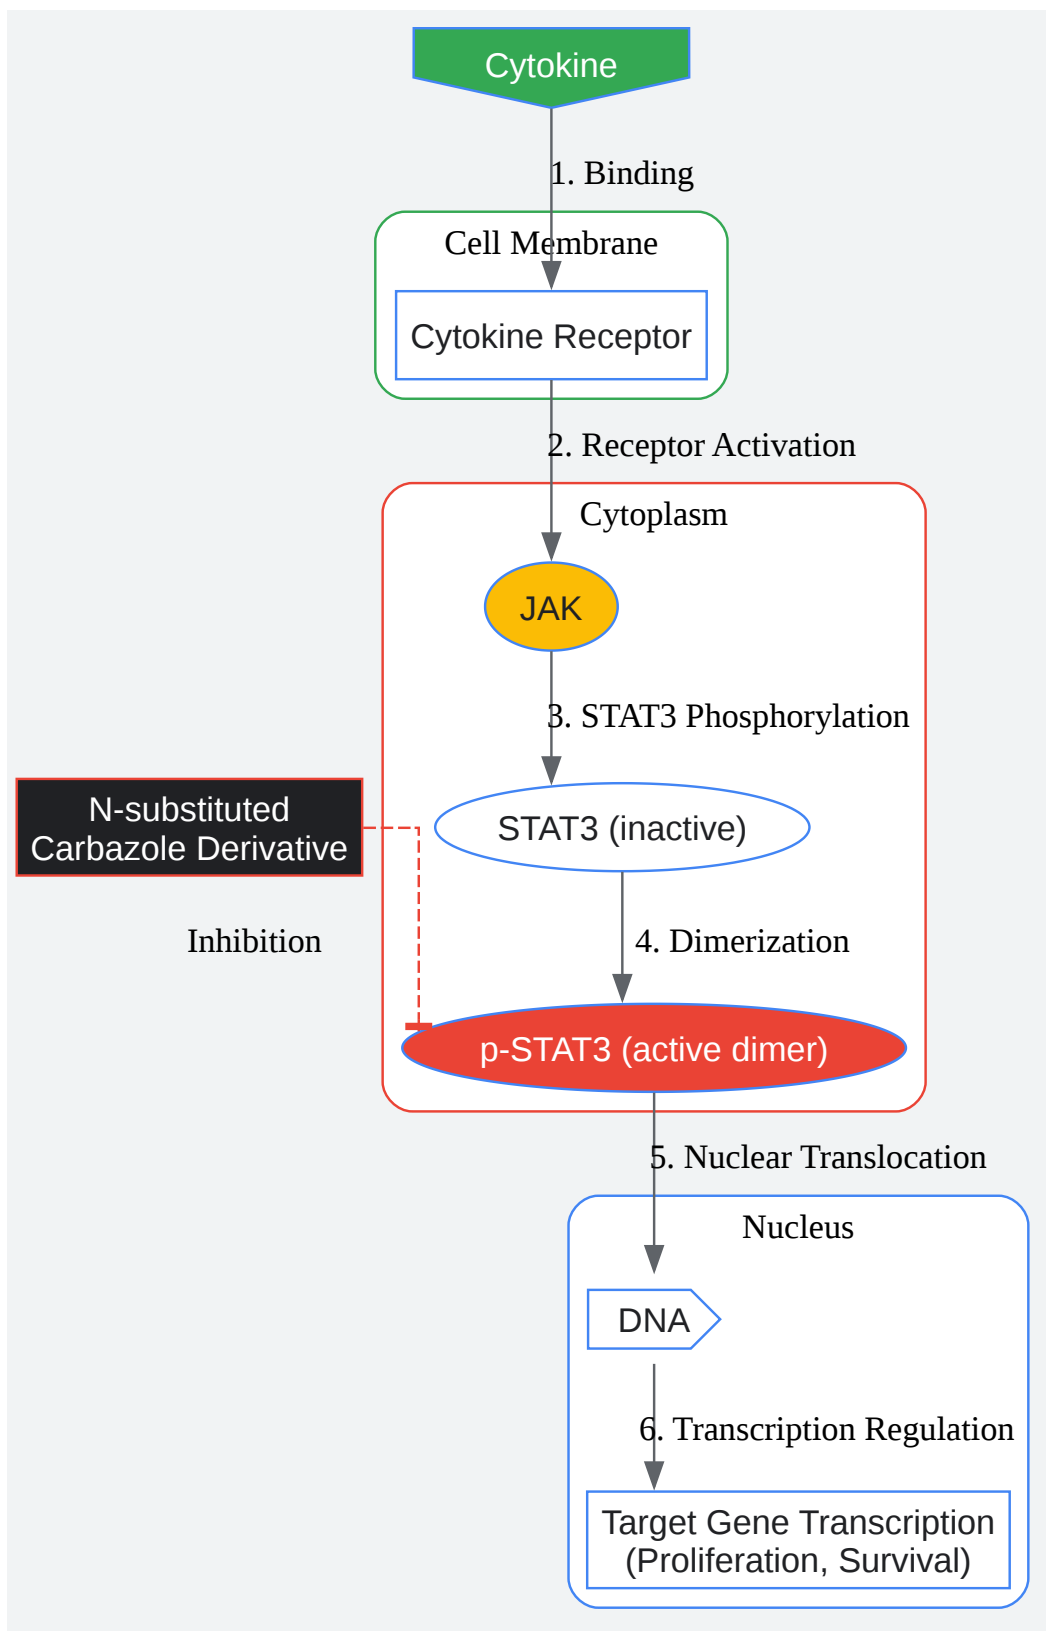 Cytokine
1. Binding
Cell Membrane
Cytokine Receptor
2. Receptor Activation
Cytoplasm
JAK
3. STAT3 Phosphorylation
N-substituted
Carbazole Derivative
STAT3 (inactive)
Inhibition
4. Dimerization
p-STAT3 (active dimer)
5. Nuclear Translocation
Nucleus
DNA
6. Transcription Regulation
Target Gene Transcription
(Proliferation, Survival)